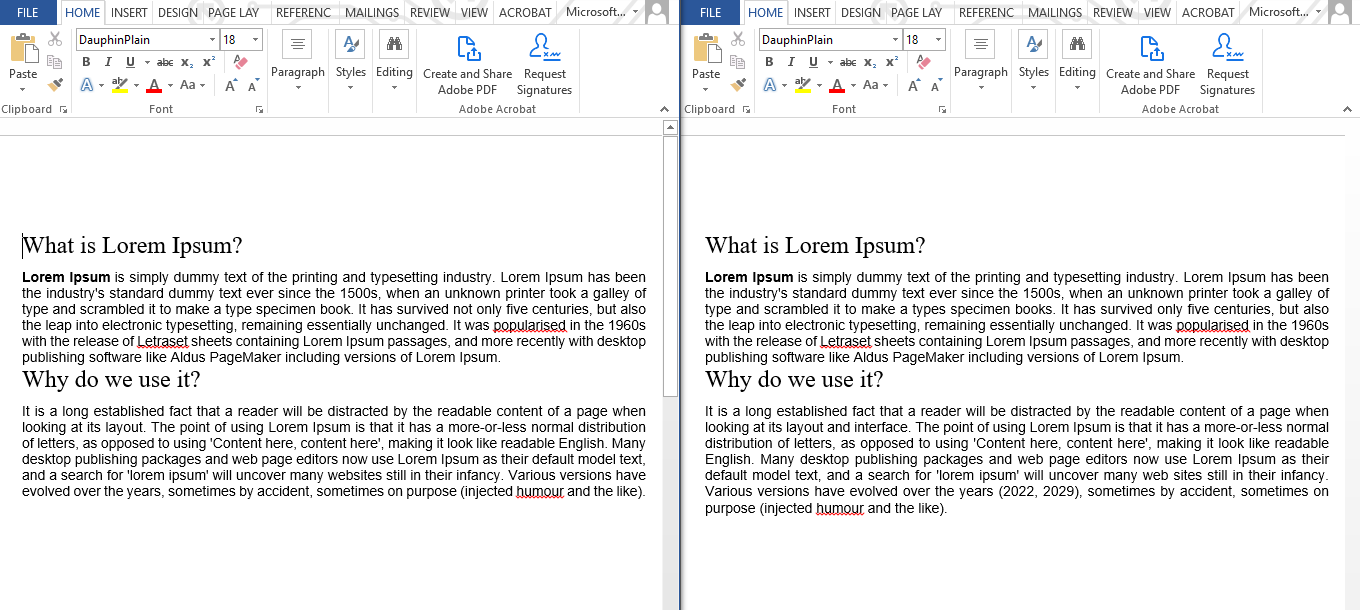 FILE HOME INSERT DESIGN PAGE LAY REFERENC MAILINGS REVIEW VIEW ACROBAT Microsoft...
DauphinPlain 18
B I U abc x₂ x²
A aby A Aa A A
Paste
Paragraph
Styles
Editing
Create and Share
Adobe PDF
Request
Signatures
Clipboard Font Adobe Acrobat
What is Lorem Ipsum?
Lorem Ipsum is simply dummy text of the printing and typesetting industry. Lorem Ipsum has been
the industry's standard dummy text ever since the 1500s, when an unknown printer took a galley of
type and scrambled it to make a type specimen book. It has survived not only five centuries, but also
the leap into electronic typesetting, remaining essentially unchanged. It was popularised in the 1960s
with the release of Letraset sheets containing Lorem Ipsum passages, and more recently with desktop
publishing software like Aldus PageMaker including versions of Lorem Ipsum.
Why do we use it?
It is a long established fact that a reader will be distracted by the readable content of a page when
looking at its layout. The point of using Lorem Ipsum is that it has a more-or-less normal distribution
of letters, as opposed to using 'Content here, content here', making it look like readable English. Many
desktop publishing packages and web page editors now use Lorem Ipsum as their default model text,
and a search for 'lorem ipsum' will uncover many websites still in their infancy. Various versions have
evolved over the years, sometimes by accident, sometimes on purpose (injected humour and the like).
FILE HOME INSERT DESIGN PAGE LAY REFERENC MAILINGS REVIEW VIEW ACROBAT Microsoft...
DauphinPlain 18
B I U abc x₂ x²
A aby A Aa A A
Paste
Paragraph
Styles
Editing
Create and Share
Adobe PDF
Request
Signatures
Clipboard Font Adobe Acrobat
What is Lorem Ipsum?
Lorem Ipsum is simply dummy text of the printing and typesetting industry. Lorem Ipsum has been
the industry's standard dummy text ever since the 1500s, when an unknown printer took a galley of
type and scrambled it to make a types specimen books. It has survived only five centuries, but also
the leap into electronic typesetting, remaining essentially unchanged. It was popularised in the 1960s
with the release of Letraset sheets containing Lorem Ipsum passages, and more recently with desktop
publishing software like Aldus PageMaker including versions of Lorem Ipsum.
Why do we use it?
It is a long established fact that a reader will be distracted by the readable content of a page when
looking at its layout and interface. The point of using Lorem Ipsum is that it has a more-or-less normal
distribution of letters, as opposed to using 'Content here, content here', making it look like readable
English. Many desktop publishing packages and web page editors now use Lorem Ipsum as their
default model text, and a search for 'lorem ipsum' will uncover many web sites still in their infancy.
Various versions have evolved over the years (2022, 2029), sometimes by accident, sometimes on
purpose (injected humour and the like).